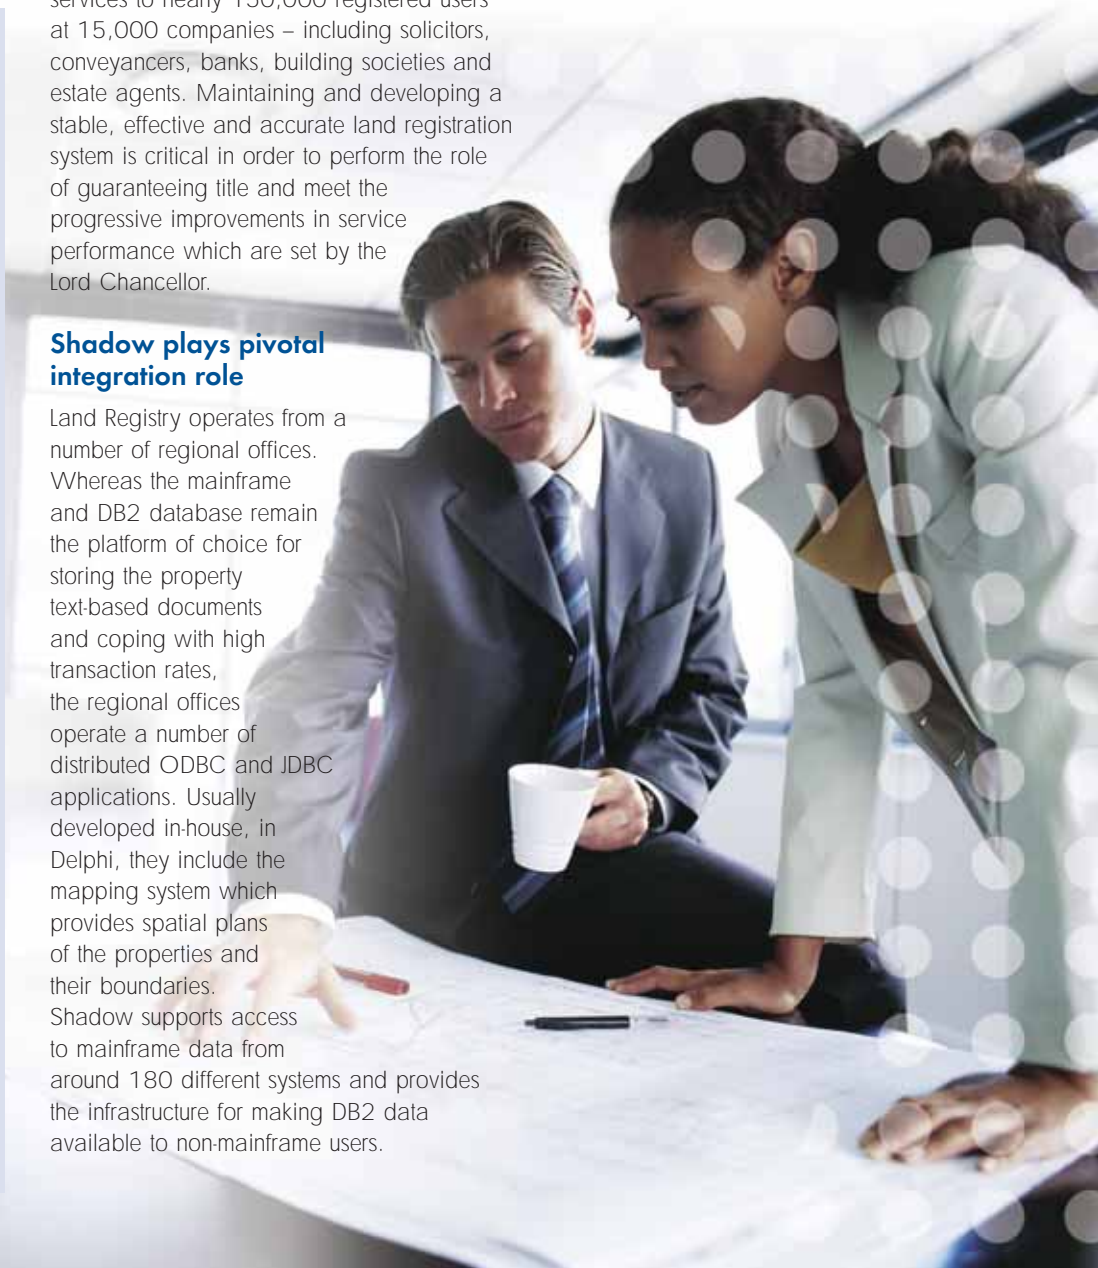 services to nearly 130,000 registered users
at 15,000 companies – including solicitors,
conveyancers, banks, building societies and
estate agents. Maintaining and developing a
stable, effective and accurate land registration
system is critical in order to perform the role
of guaranteeing title and meet the
progressive improvements in service
performance which are set by the
Lord Chancellor.
Shadow plays pivotal
integration role
Land Registry operates from a
number of regional offices.
Whereas the mainframe
and DB2 database remain
the platform of choice for
storing the property
text-based documents
and coping with high
transaction rates,
the regional offices
operate a number of
distributed ODBC and JDBC
applications. Usually
developed in-house, in
Delphi, they include the
mapping system which
provides spatial plans
of the properties and
their boundaries.
Shadow supports access
to mainframe data from
around 180 different systems and provides
the infrastructure for making DB2 data
available to non-mainframe users.